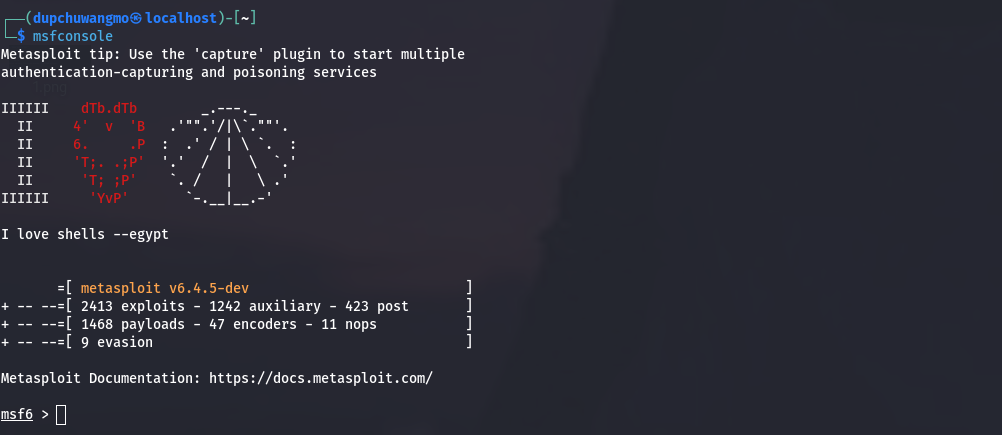 ┌──(dupchuwangmo㉿localhost)-[~]
└─$ msfconsole
Metasploit tip: Use the 'capture' plugin to start multiple
authentication-capturing and poisoning services

IIIIII    dTb.dTb        _.---._
  II     4'  v  'B   .'"".'/|\`.""'.
  II     6.     .P  :  .' / | \ `.  :
  II     'T;. .;P'  '.'  /  |  \  `.'
  II      'T; ;P'    `. /   |   \ .'
IIIIII     'YvP'       `-.__|__.-'

I love shells --egypt


       =[ metasploit v6.4.5-dev                           ]
+ -- --=[ 2413 exploits - 1242 auxiliary - 423 post       ]
+ -- --=[ 1468 payloads - 47 encoders - 11 nops           ]
+ -- --=[ 9 evasion                                       ]

Metasploit Documentation: https://docs.metasploit.com/

msf6 >